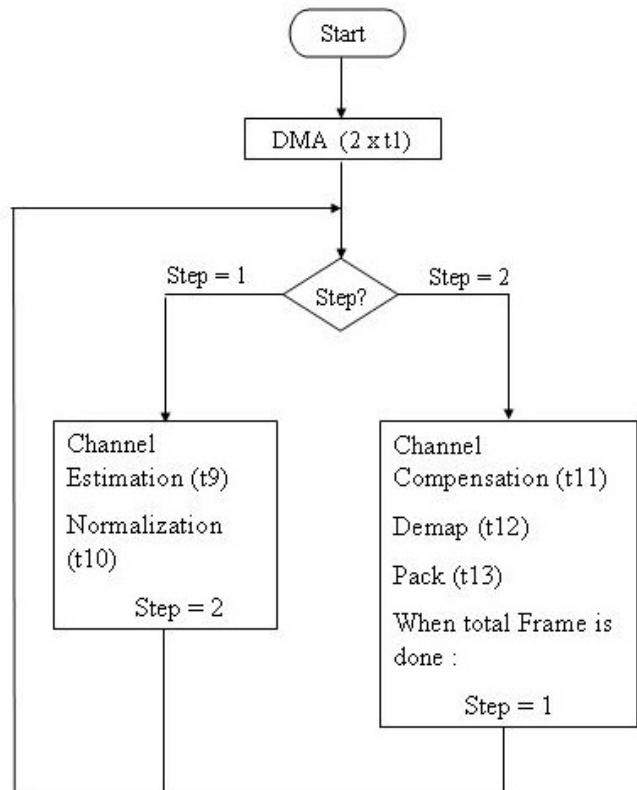 Start
DMA (2 x t1)
Step = 1
Step?
Step = 2
Channel
Estimation (t9)
Normalization
(t10)
Step = 2
Channel
Compensation (t11)
Demap (t12)
Pack (t13)
When total Frame is
done :
Step = 1